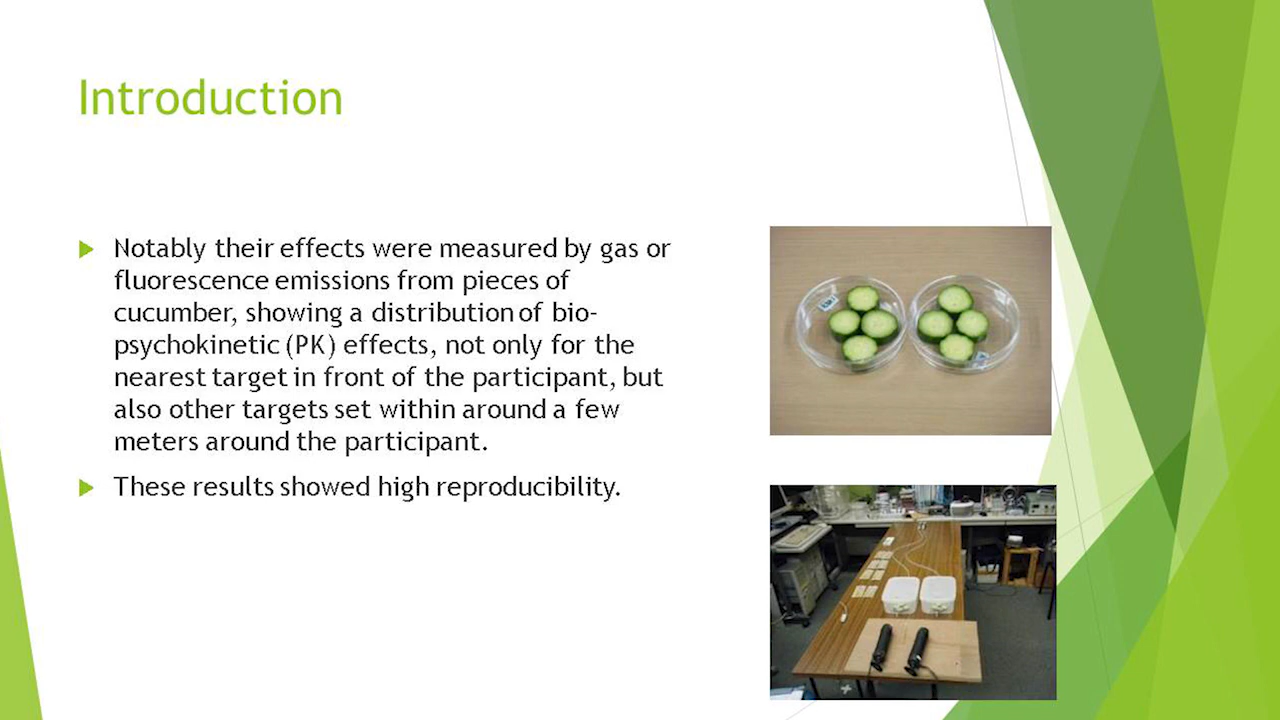 Introduction
Notably their effects were measured by gas or
fluorescence emissions from pieces of
cucumber, showing a distribution of bio-
psychokinetic (PK) effects, not only for the
nearest target in front of the participant, but
also other targets set within around a few
meters around the participant.
These results showed high reproducibility.